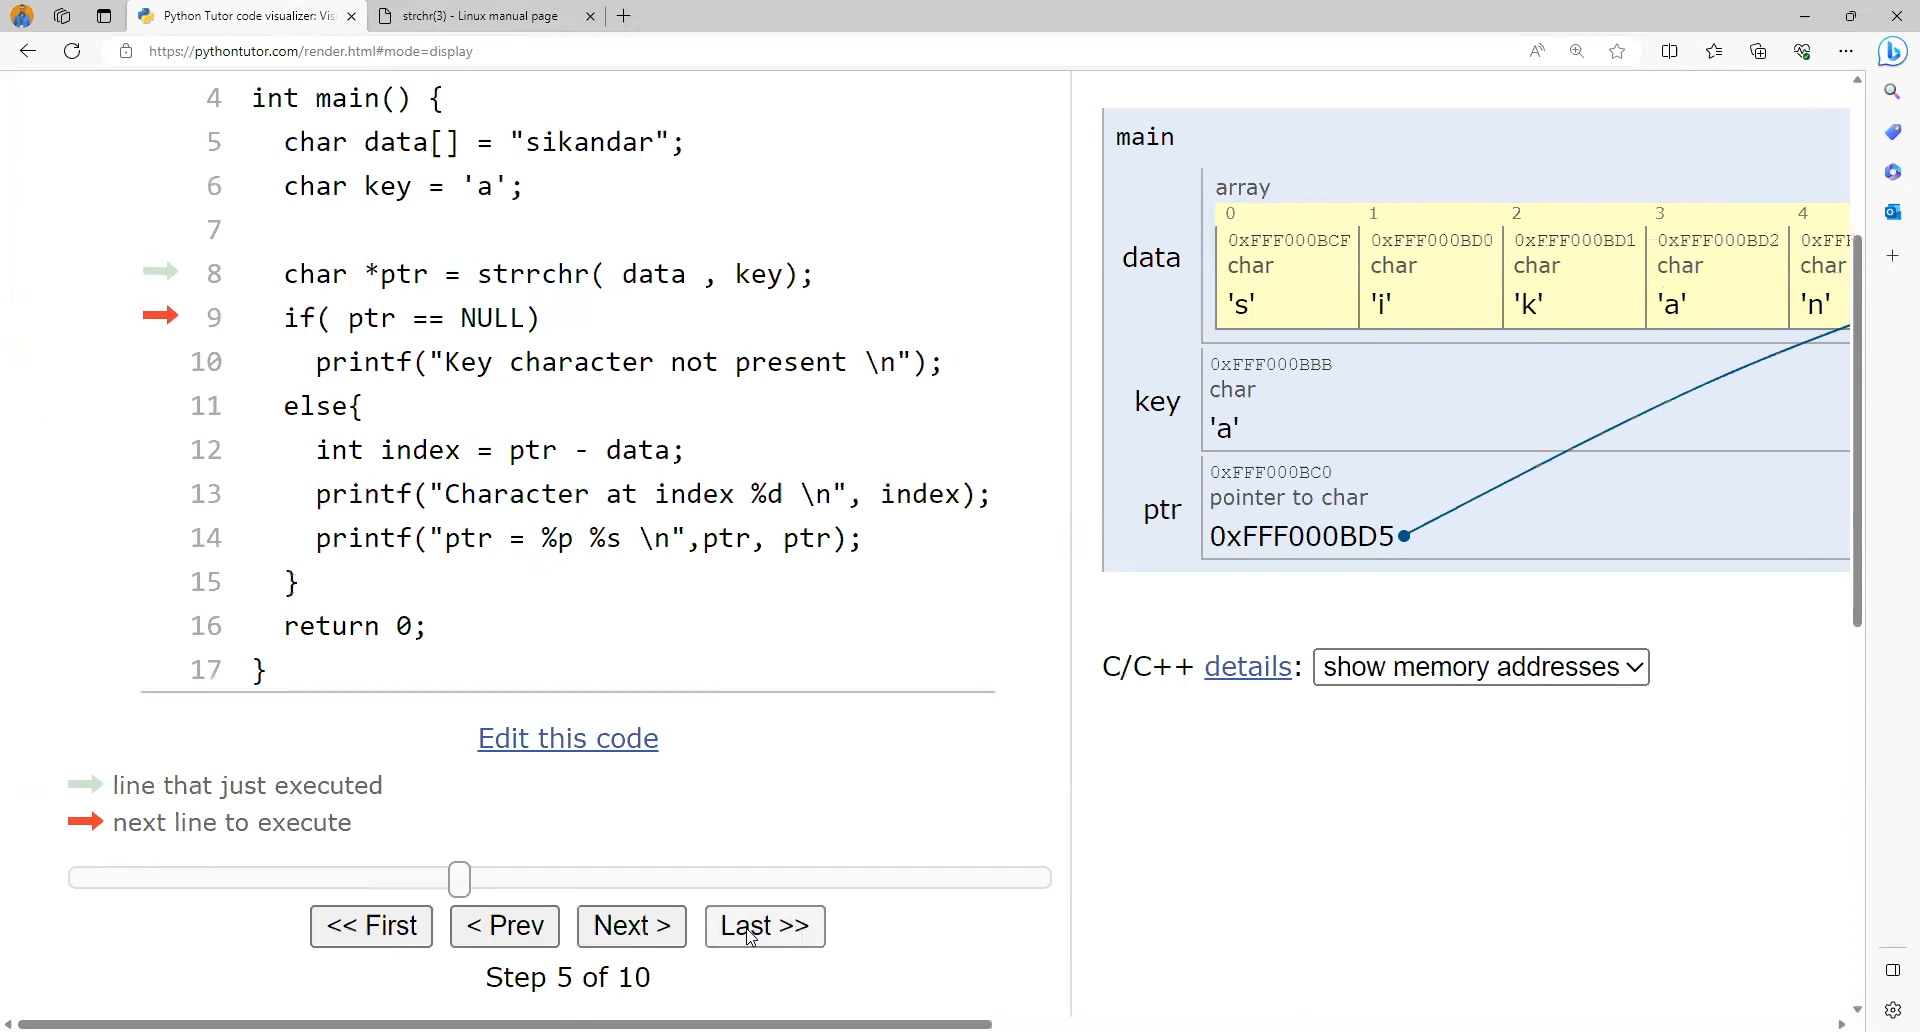 Python Tutor code visualizer: Vis
strchr(3) - Linux manual page
https://pythontutor.com/render.html#mode=display
4 int main() {
5 char data[] = "sikandar";
6 char key = 'a';
7
8 char *ptr = strrchr( data , key);
9 if( ptr == NULL)
10 printf("Key character not present \n");
11 else{
12 int index = ptr - data;
13 printf("Character at index %d \n", index);
14 printf("ptr = %p %s \n",ptr, ptr);
15 }
16 return 0;
17 }
Edit this code
line that just executed
next line to execute
<< First < Prev Next > Last >>
Step 5 of 10
main
array
0 1 2 3 4
0xFFF000BCF 0xFFF000BD0 0xFFF000BD1 0xFFF000BD2 0xFFF
data char char char char char
's' 'i' 'k' 'a' 'n'
0xFFF000BBB
char
key
'a'
0xFFF000BC0
pointer to char
ptr
0xFFF000BD5
C/C++ details: show memory addresses